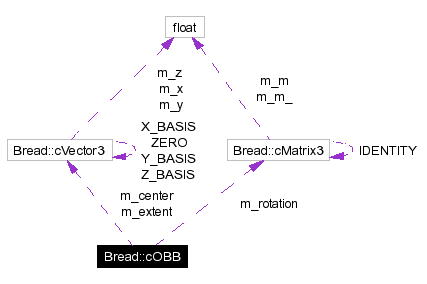 float
m_z
m_x
m_y
m_m
m_m_
X_BASIS
ZERO
Y_BASIS
Z_BASIS
Bread::cVector3
Bread::cMatrix3
IDENTITY
m_center
m_extent
m_rotation
Bread::cOBB